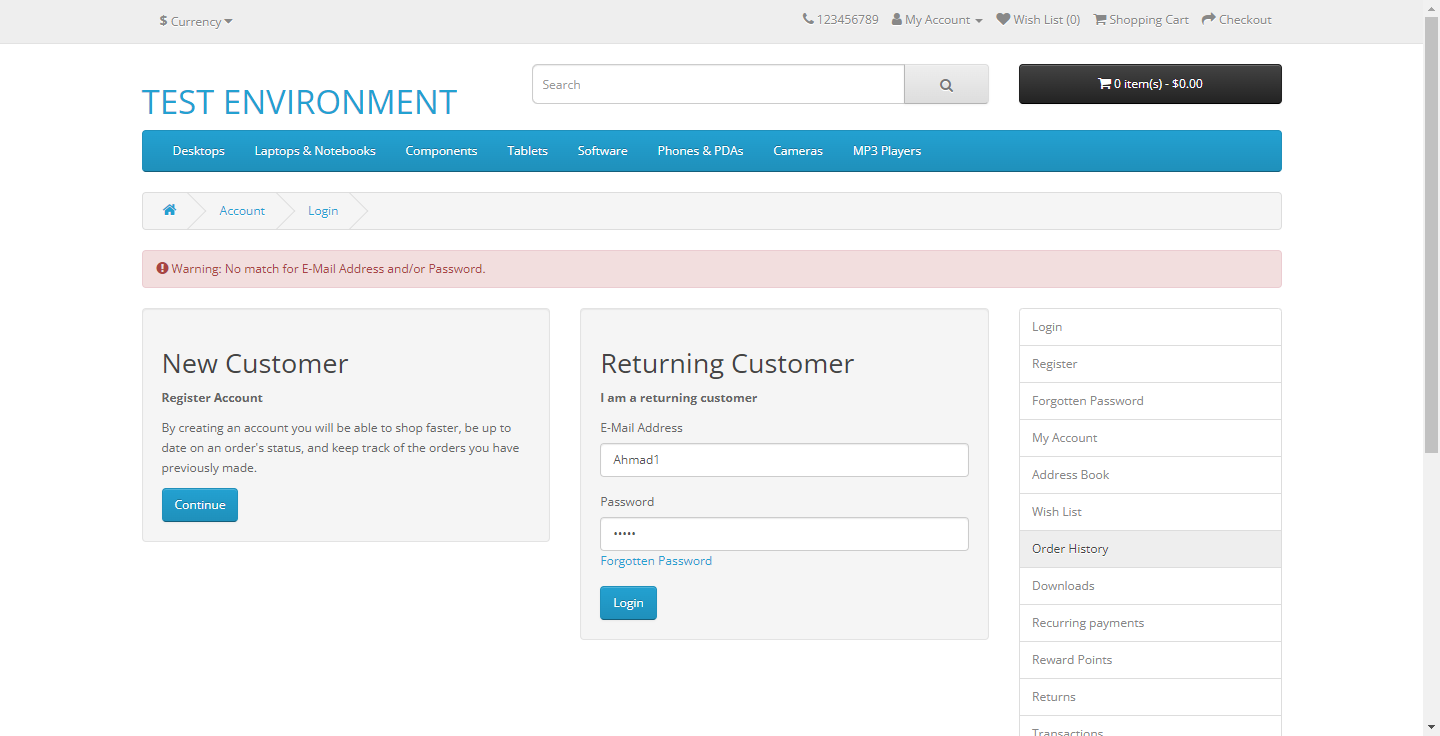 $ Currency
123456789
My Account
Wish List (0)
Shopping Cart
Checkout
TEST ENVIRONMENT
Search
0 item(s) - $0.00
Desktops
Laptops & Notebooks
Components
Tablets
Software
Phones & PDAs
Cameras
MP3 Players
Account
Login
Warning: No match for E-Mail Address and/or Password.
New Customer
Register Account
By creating an account you will be able to shop faster, be up to
date on an order's status, and keep track of the orders you have
previously made.
Continue
Returning Customer
I am a returning customer
E-Mail Address
Ahmad1
Password
•••••
Forgotten Password
Login
Login
Register
Forgotten Password
My Account
Address Book
Wish List
Order History
Downloads
Recurring payments
Reward Points
Returns
Transactions